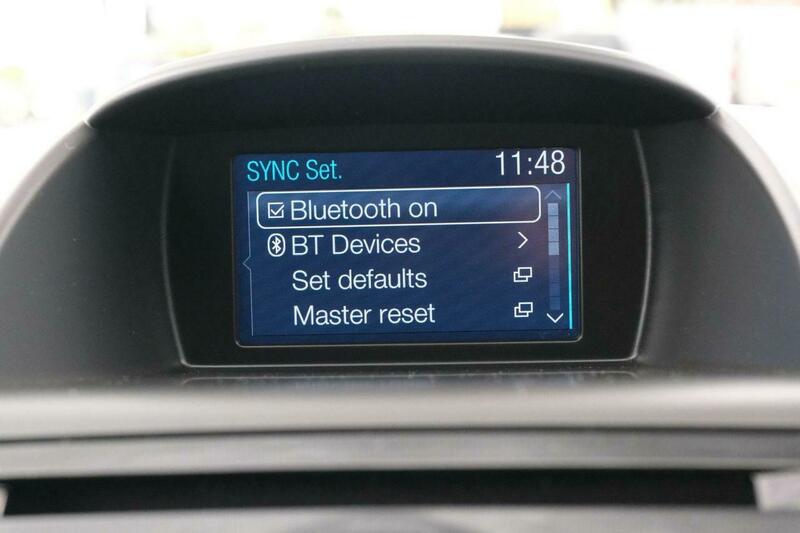 SYNC Set.
11:48
Bluetooth on
BT Devices
Set defaults
Master reset